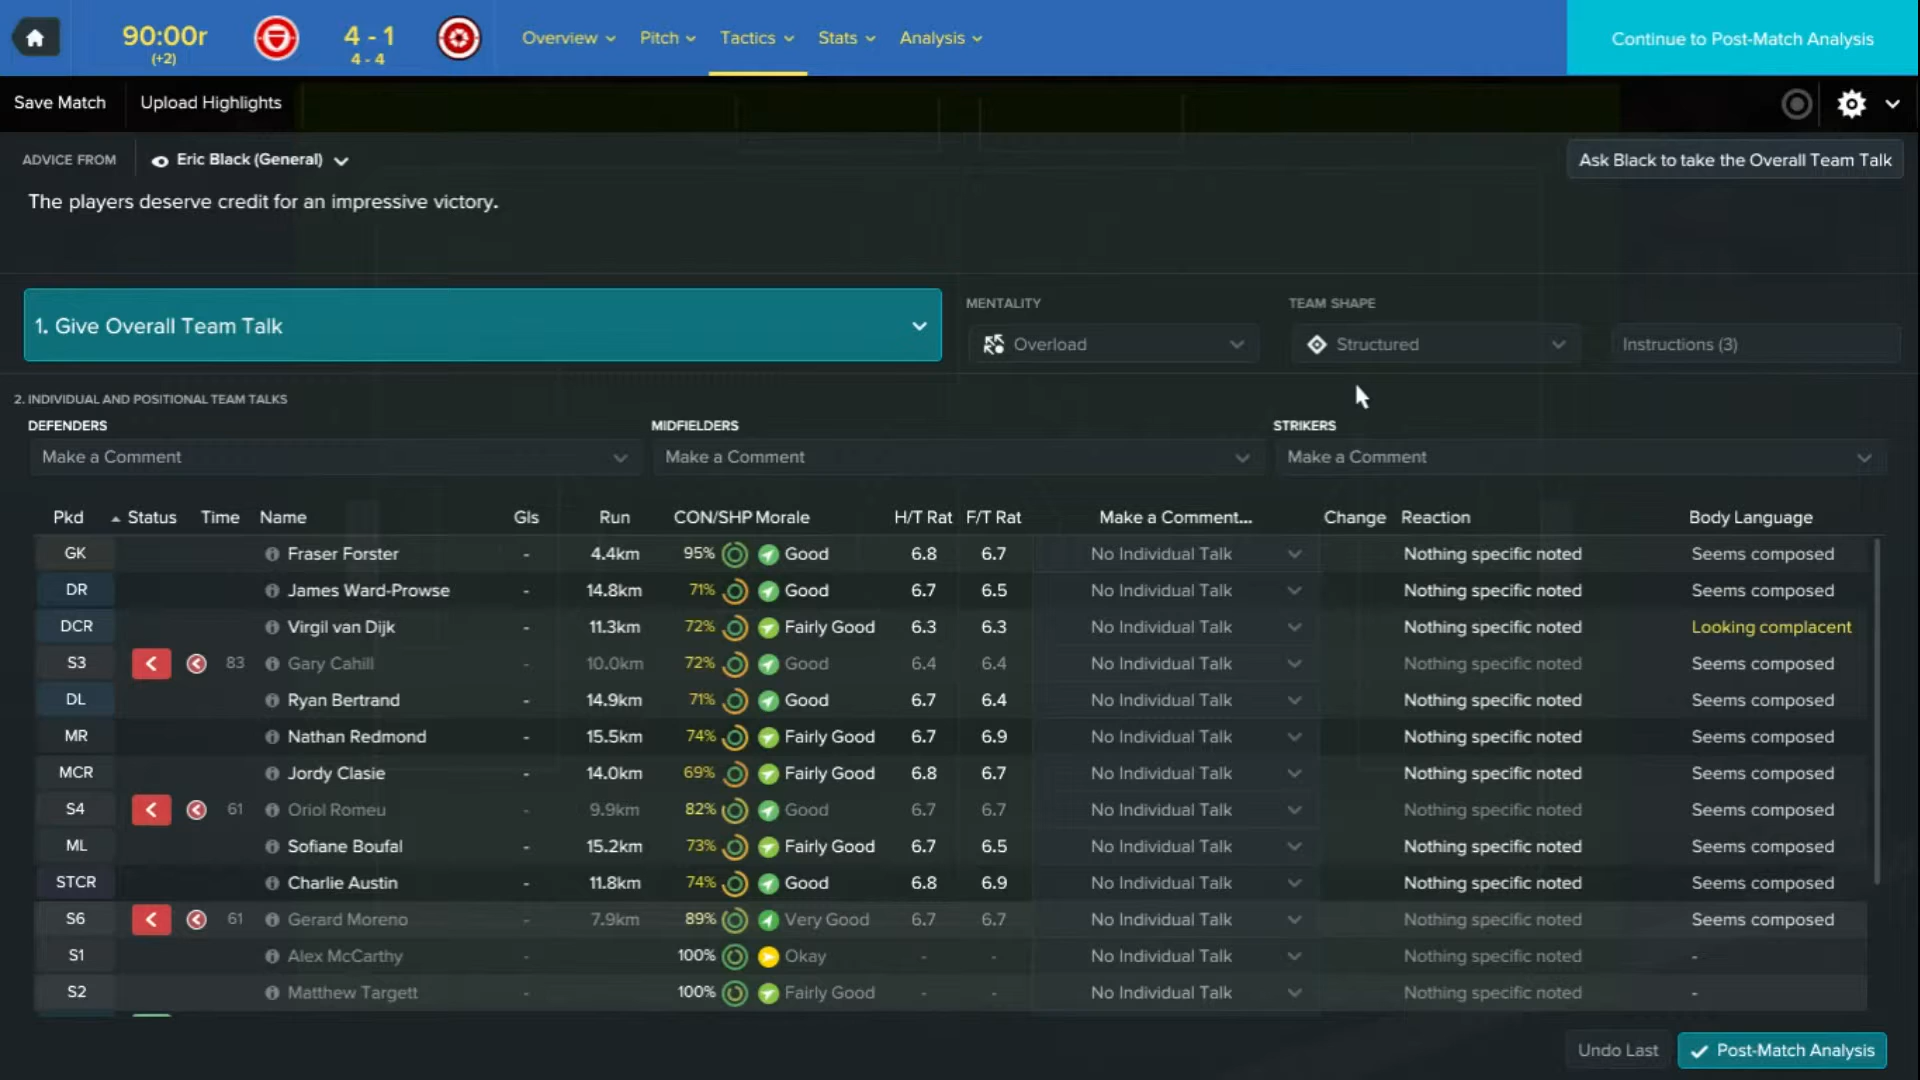 90:00r 4 - 1 Overview Pitch Tactics Stats Analysis Continue to Post-Match Analysis
(+2) 4 - 4
Save Match Upload Highlights
ADVICE FROM Eric Black (General) Ask Black to take the Overall Team Talk
The players deserve credit for an impressive victory.
MENTALITY TEAM SHAPE
1. Give Overall Team Talk Overload Structured Instructions (3)
2. INDIVIDUAL AND POSITIONAL TEAM TALKS
DEFENDERS MIDFIELDERS STRIKERS
Make a Comment Make a Comment Make a Comment
Pkd Status Time Name Gls Run CON/SHP Morale H/T Rat F/T Rat Make a Comment... Change Reaction Body Language
GK Fraser Forster - 4.4km 95% Good 6.8 6.7 No Individual Talk Nothing specific noted Seems composed
DR James Ward-Prowse - 14.8km 71% Good 6.7 6.5 No Individual Talk Nothing specific noted Seems composed
DCR Virgil van Dijk - 11.3km 72% Fairly Good 6.3 6.3 No Individual Talk Nothing specific noted Looking complacent
S3 83 Gary Cahill - 10.0km 72% Good 6.4 6.4 No Individual Talk Nothing specific noted Seems composed
DL Ryan Bertrand - 14.9km 71% Good 6.7 6.4 No Individual Talk Nothing specific noted Seems composed
MR Nathan Redmond - 15.5km 74% Fairly Good 6.7 6.9 No Individual Talk Nothing specific noted Seems composed
MCR Jordy Clasie - 14.0km 69% Fairly Good 6.8 6.7 No Individual Talk Nothing specific noted Seems composed
S4 61 Oriol Romeu - 9.9km 82% Good 6.7 6.7 No Individual Talk Nothing specific noted Seems composed
ML Sofiane Boufal - 15.2km 73% Fairly Good 6.7 6.5 No Individual Talk Nothing specific noted Seems composed
STCR Charlie Austin - 11.8km 74% Good 6.8 6.9 No Individual Talk Nothing specific noted Seems composed
S6 61 Gerard Moreno - 7.9km 89% Very Good 6.7 6.7 No Individual Talk Nothing specific noted Seems composed
S1 Alex McCarthy - 100% Okay - - No Individual Talk Nothing specific noted -
S2 Matthew Targett - 100% Fairly Good - - No Individual Talk Nothing specific noted -
Undo Last Post-Match Analysis